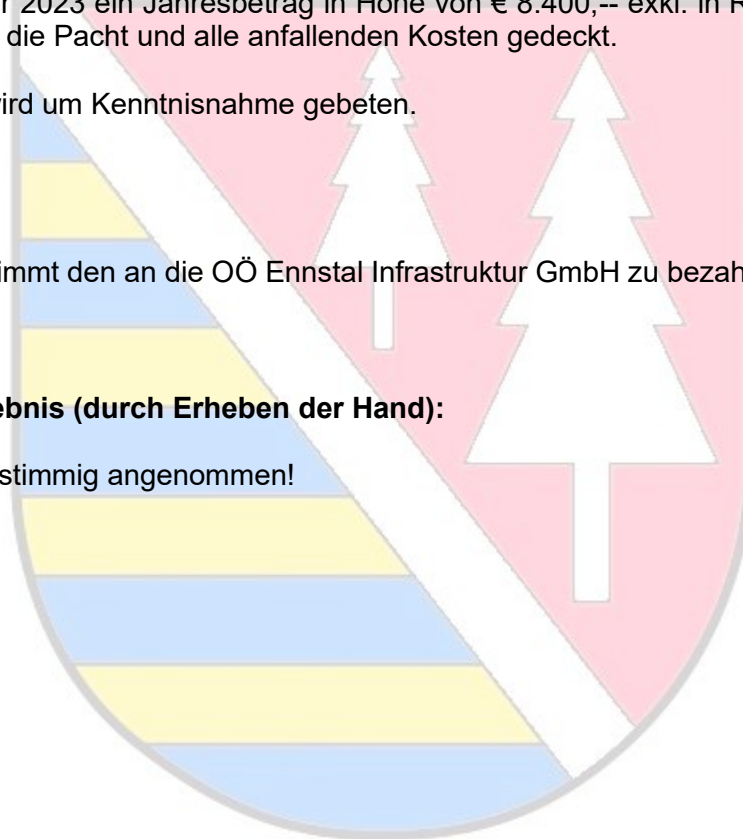 2023 ein Jahresbetrag in Höhe von € 8.400,-- exkl. in
die Pacht und alle anfallenden Kosten gedeckt.
wird um Kenntnisnahme gebeten.
immt den an die OÖ Ennstal Infrastruktur GmbH zu bezah
ebnis (durch Erheben der Hand):
stimmig angenommen!